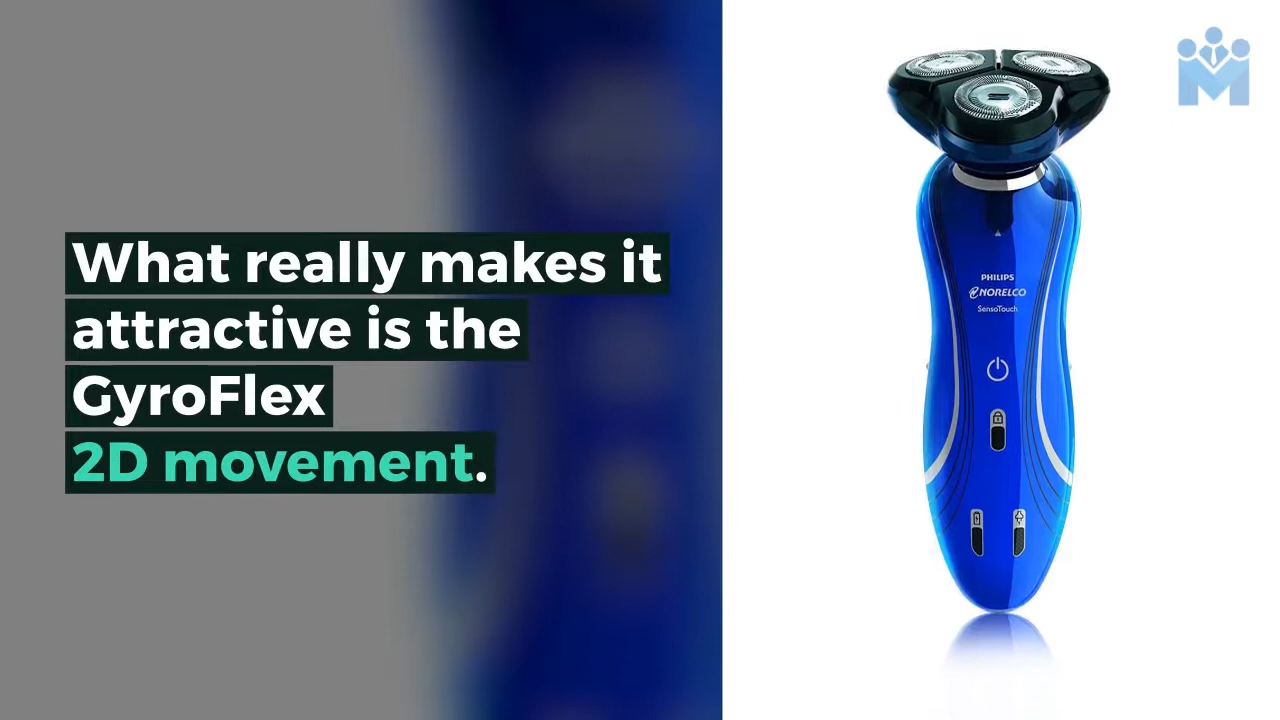 What really makes it
attractive is the
GyroFlex
2D movement.
PHILIPS
NORELCO
SensoTouch